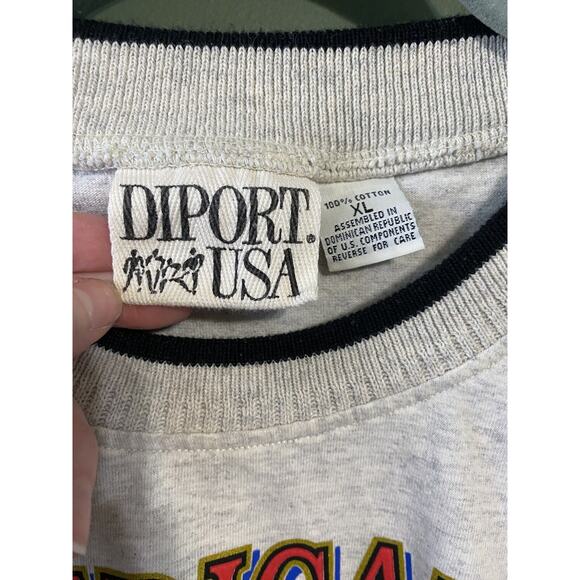 DIPORT®
USA
100% COTTON
XL
ASSEMBLED IN
DOMINICAN REPUBLIC
OF U.S. COMPONENTS
REVERSE FOR CARE